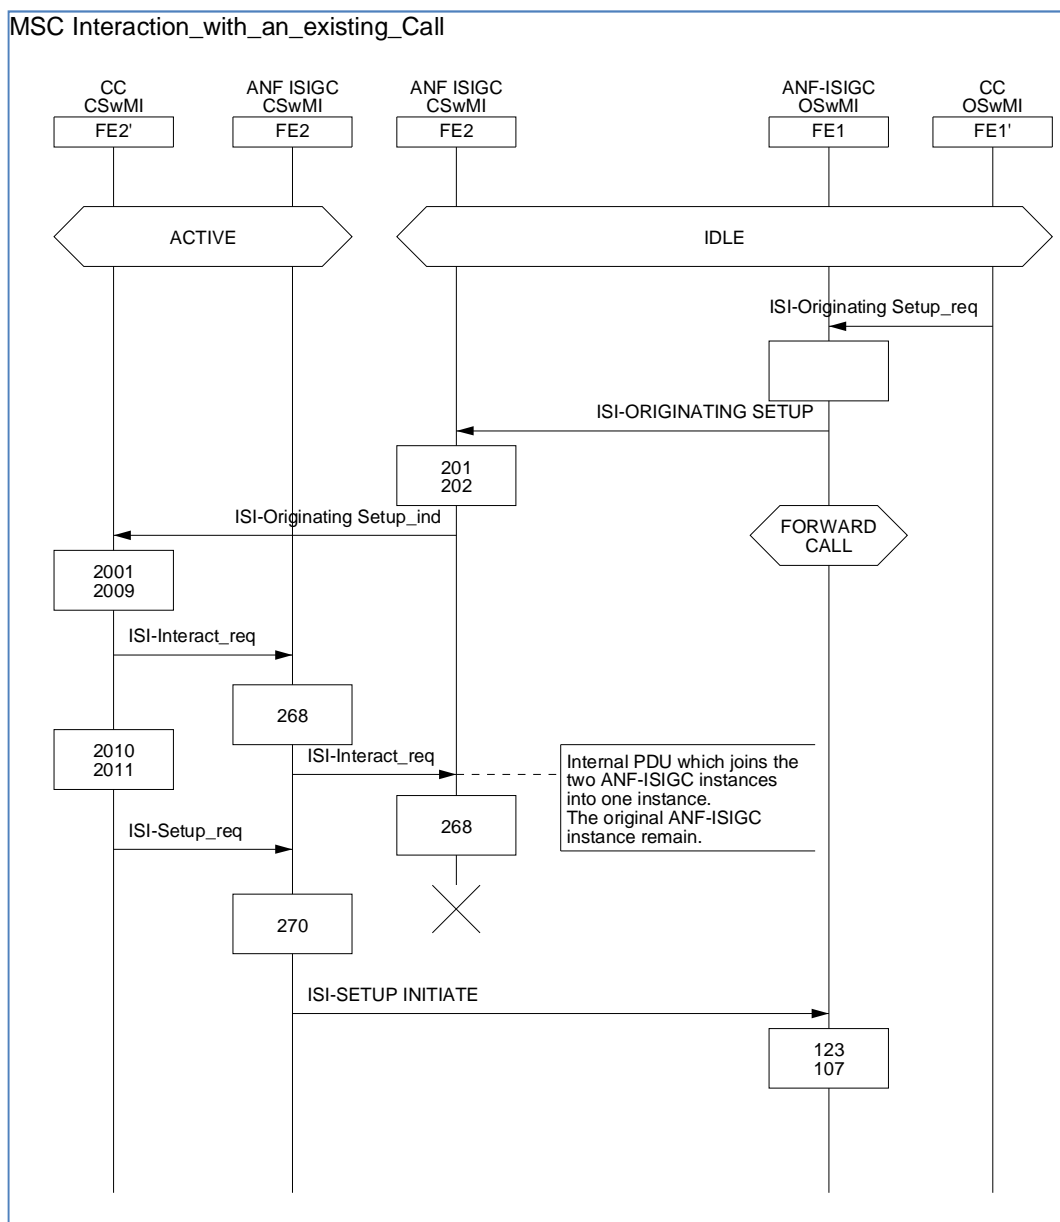 MSC Interaction_with_an_existing_Call
CC
CSwMI
FE2'
ANF ISIGC
CSwMI
FE2
ANF ISIGC
CSwMI
FE2
ANF-ISIGC
OSwMI
FE1
CC
OSwMI
FE1'
ACTIVE
IDLE
ISI-Originating Setup_req
ISI-ORIGINATING SETUP
201
202
ISI-Originating Setup_ind
FORWARD
CALL
2001
2009
ISI-Interact_req
268
2010
2011
ISI-Interact_req
Internal PDU which joins the
two ANF-ISIGC instances
into one instance.
The original ANF-ISIGC
instance remain.
268
ISI-Setup_req
270
ISI-SETUP INITIATE
123
107